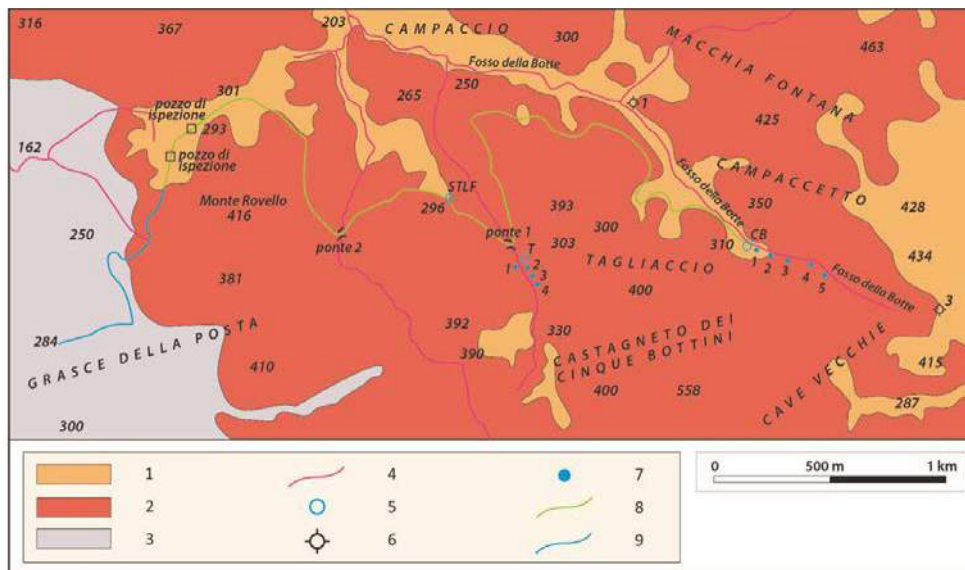 316
367
203
CAMPACCIO
300
MACCHIA FONTANA
463
Fosso della Botte
250
301
265
pozzo di
ispezione
293
1
425
pozzo di
ispezione
162
CAMPACCETTO
STLF
296
Monte Rovello
416
393
300
Fosso della Botte
350
428
250
ponte 2
ponte 1
303
310
CB
434
T
1
2
3
4
TAGLIACCIO
1
2
3
4
5
Fosso della Botte
381
400
3
284
GRASCE DELLA POSTA
392
330
390
CASTAGNETO DEI
CINQUE BOTTINI
CAVE VECCHIE
415
410
400
558
287
300
1
4
7
2
5
8
3
6
9
0
500 m
1 km